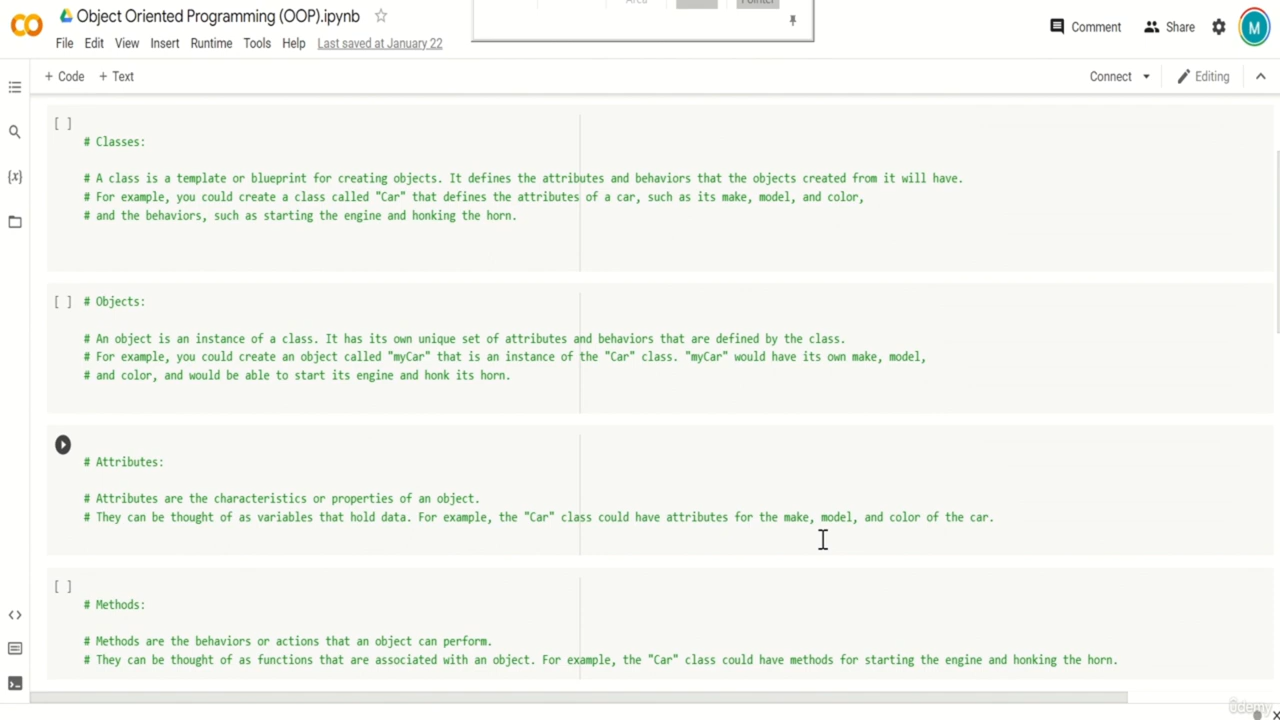 Object Oriented Programming (OOP).ipynb
File Edit View Insert Runtime Tools Help Last saved at January 22
Area
Pointer
Comment Share M
+ Code + Text
Connect Editing
[ ]
# Classes:
# A class is a template or blueprint for creating objects. It defines the attributes and behaviors that the objects created from it will have.
# For example, you could create a class called "Car" that defines the attributes of a car, such as its make, model, and color,
# and the behaviors, such as starting the engine and honking the horn.
[ ] # Objects:
# An object is an instance of a class. It has its own unique set of attributes and behaviors that are defined by the class.
# For example, you could create an object called "myCar" that is an instance of the "Car" class. "myCar" would have its own make, model,
# and color, and would be able to start its engine and honk its horn.
# Attributes:
# Attributes are the characteristics or properties of an object.
# They can be thought of as variables that hold data. For example, the "Car" class could have attributes for the make, model, and color of the car.
[ ]
# Methods:
# Methods are the behaviors or actions that an object can perform.
# They can be thought of as functions that are associated with an object. For example, the "Car" class could have methods for starting the engine and honking the horn.
{x}
<>
udemy